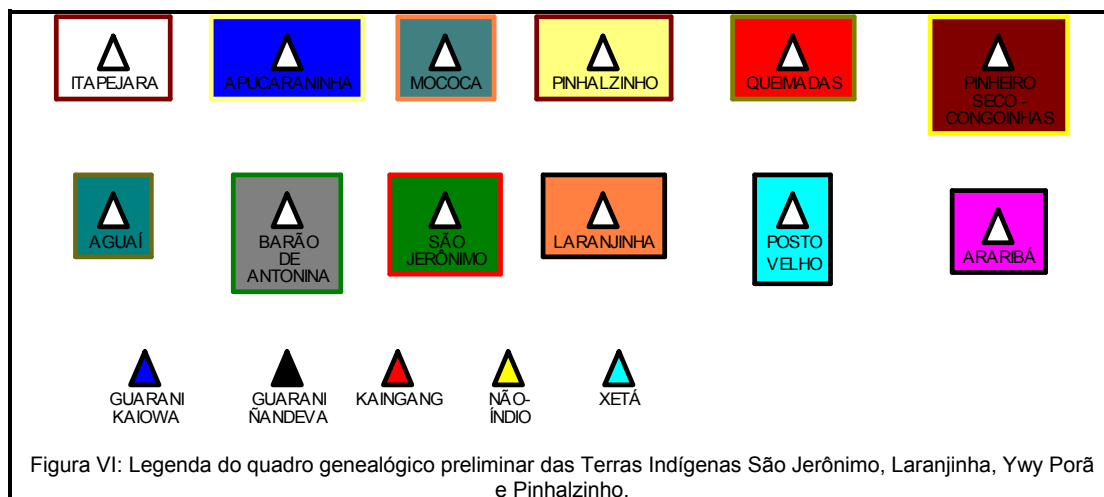 ITAPEJARA
APUCARANINHA
MOCOCA
PINHALZINHO
QUEIMADAS
PINHEIRO
SECO -
CONGOINHAS
AGUAÍ
BARÃO
DE
ANTONINA
SÃO
JERÔNIMO
LARANJINHA
POSTO
VELHO
ARARIBÁ
GUARANI
KAIOWA
GUARANI
ÑANDEVA
KAINGANG
NÃO-
ÍNDIO
XETÁ
Figura VI: Legenda do quadro genealógico preliminar das Terras Indígenas São Jerônimo, Laranjinha, Ywy Porã
e Pinhalzinho.